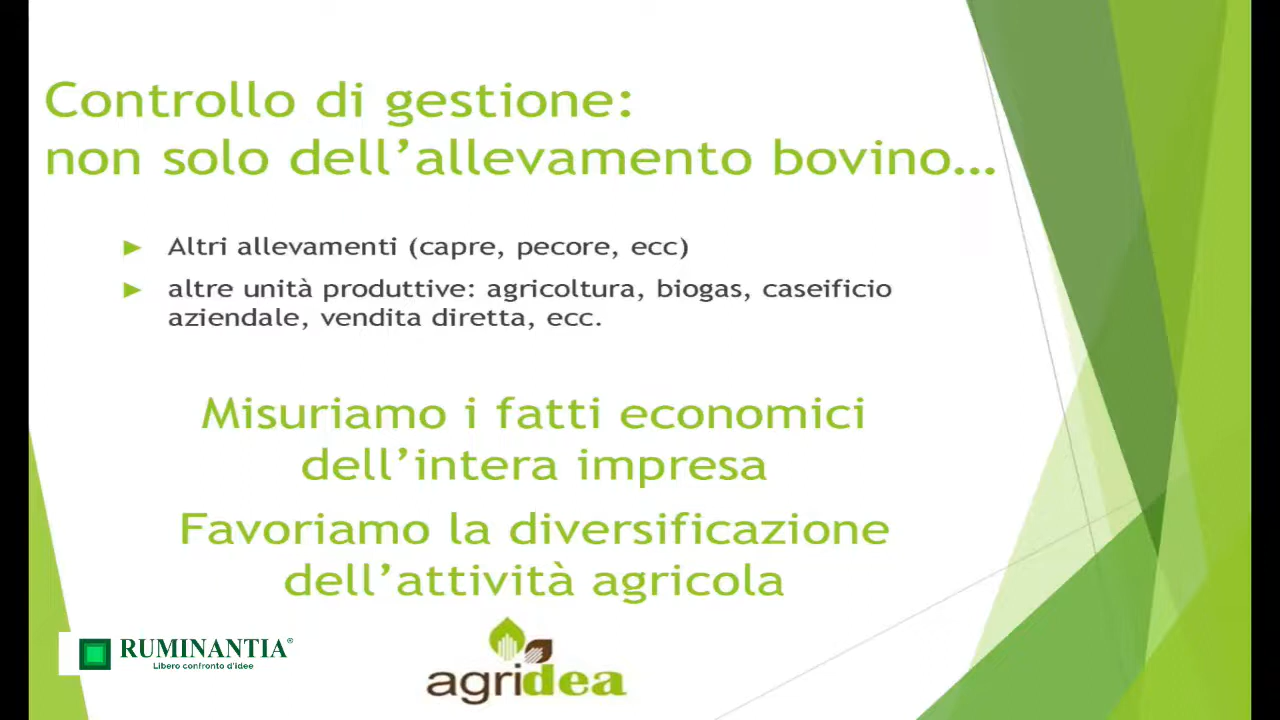 Controllo di gestione:
non solo dell’allevamento bovino…
► Altri allevamenti (capre, pecore, ecc)
► altre unità produttive: agricoltura, biogas, caseificio
aziendale, vendita diretta, ecc.
Misuriamo i fatti economici
dell’intera impresa
Favoriamo la diversificazione
dell’attività agricola
RUMINANTIA®
Libero confronto d'idee
agridea